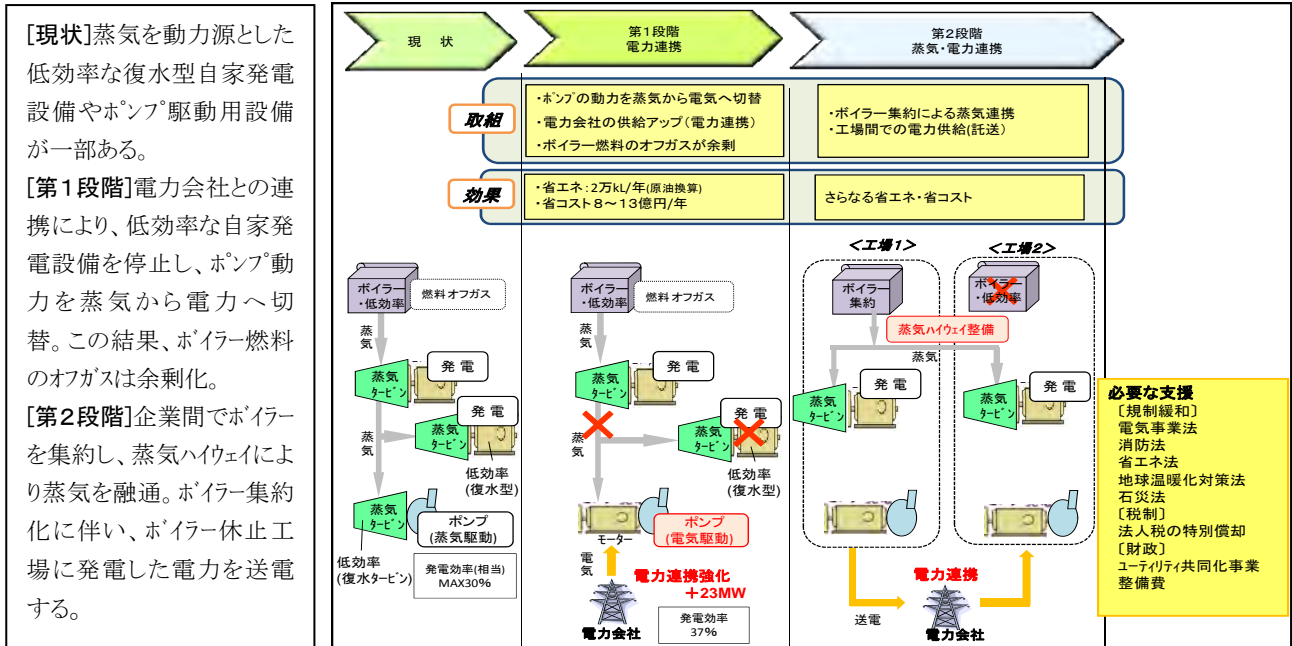 [現状]蒸気を動力源とした
低効率な復水型自家発電
設備やﾎﾟﾝﾌﾟ駆動用設備
が一部ある。
[第1段階]電力会社との連
携により、低効率な自家発
電設備を停止し、ﾎﾟﾝﾌﾟ動
力を蒸気から電力へ切
替。この結果、ﾎﾞｲﾗｰ燃料
のｵﾌｶﾞｽは余剰化。
[第2段階]企業間でﾎﾞｲﾗｰ
を集約し、蒸気ﾊｲｳｪｲによ
り蒸気を融通。ﾎﾞｲﾗｰ集約
化に伴い、ﾎﾞｲﾗｰ休止工
場に発電した電力を送電
する。
現 状
第1段階
電力連携
第2段階
蒸気・電力連携
取組
・ﾎﾟﾝﾌﾟの動力を蒸気から電気へ切替
・電力会社の供給アップ(電力連携)
・ボイラー燃料のオフガスが余剰
・ボイラー集約による蒸気連携
・工場間での電力供給(託送)
効果
・省エネ:2万kL/年(原油換算)
・省コスト8～13億円/年
さらなる省エネ・省コスト
ボイラー
・低効率
燃料オフガス
蒸気
蒸気
ﾀｰﾋﾞﾝ
発電
蒸気
蒸気
ﾀｰﾋﾞﾝ
発電
低効率
(復水型)
蒸気
ﾀｰﾋﾞﾝ
ポンプ
(蒸気駆動)
低効率
(復水ﾀｰﾋﾞﾝ)
発電効率(相当)
MAX30%
ボイラー
・低効率
燃料オフガス
蒸気
蒸気
ﾀｰﾋﾞﾝ
発電
蒸気
蒸気
ﾀｰﾋﾞﾝ
発電
低効率
(復水型)
ポンプ
(電気駆動)
モーター
電気
電力連携強化
+23MW
電力会社
発電効率
37%
<工場1>
<工場2>
ボイラー
集約
ボイラー
・低効率
蒸気ﾊｲｳｪｲ整備
蒸気
蒸気
ﾀｰﾋﾞﾝ
発電
蒸気
ﾀｰﾋﾞﾝ
発電
送電
電力連携
電力会社
必要な支援
〔規制緩和〕
電気事業法
消防法
省エネ法
地球温暖化対策法
石災法
〔税制〕
法人税の特別償却
〔財政〕
ﾕｰﾃｨﾘﾃｨ共同化事業
整備費